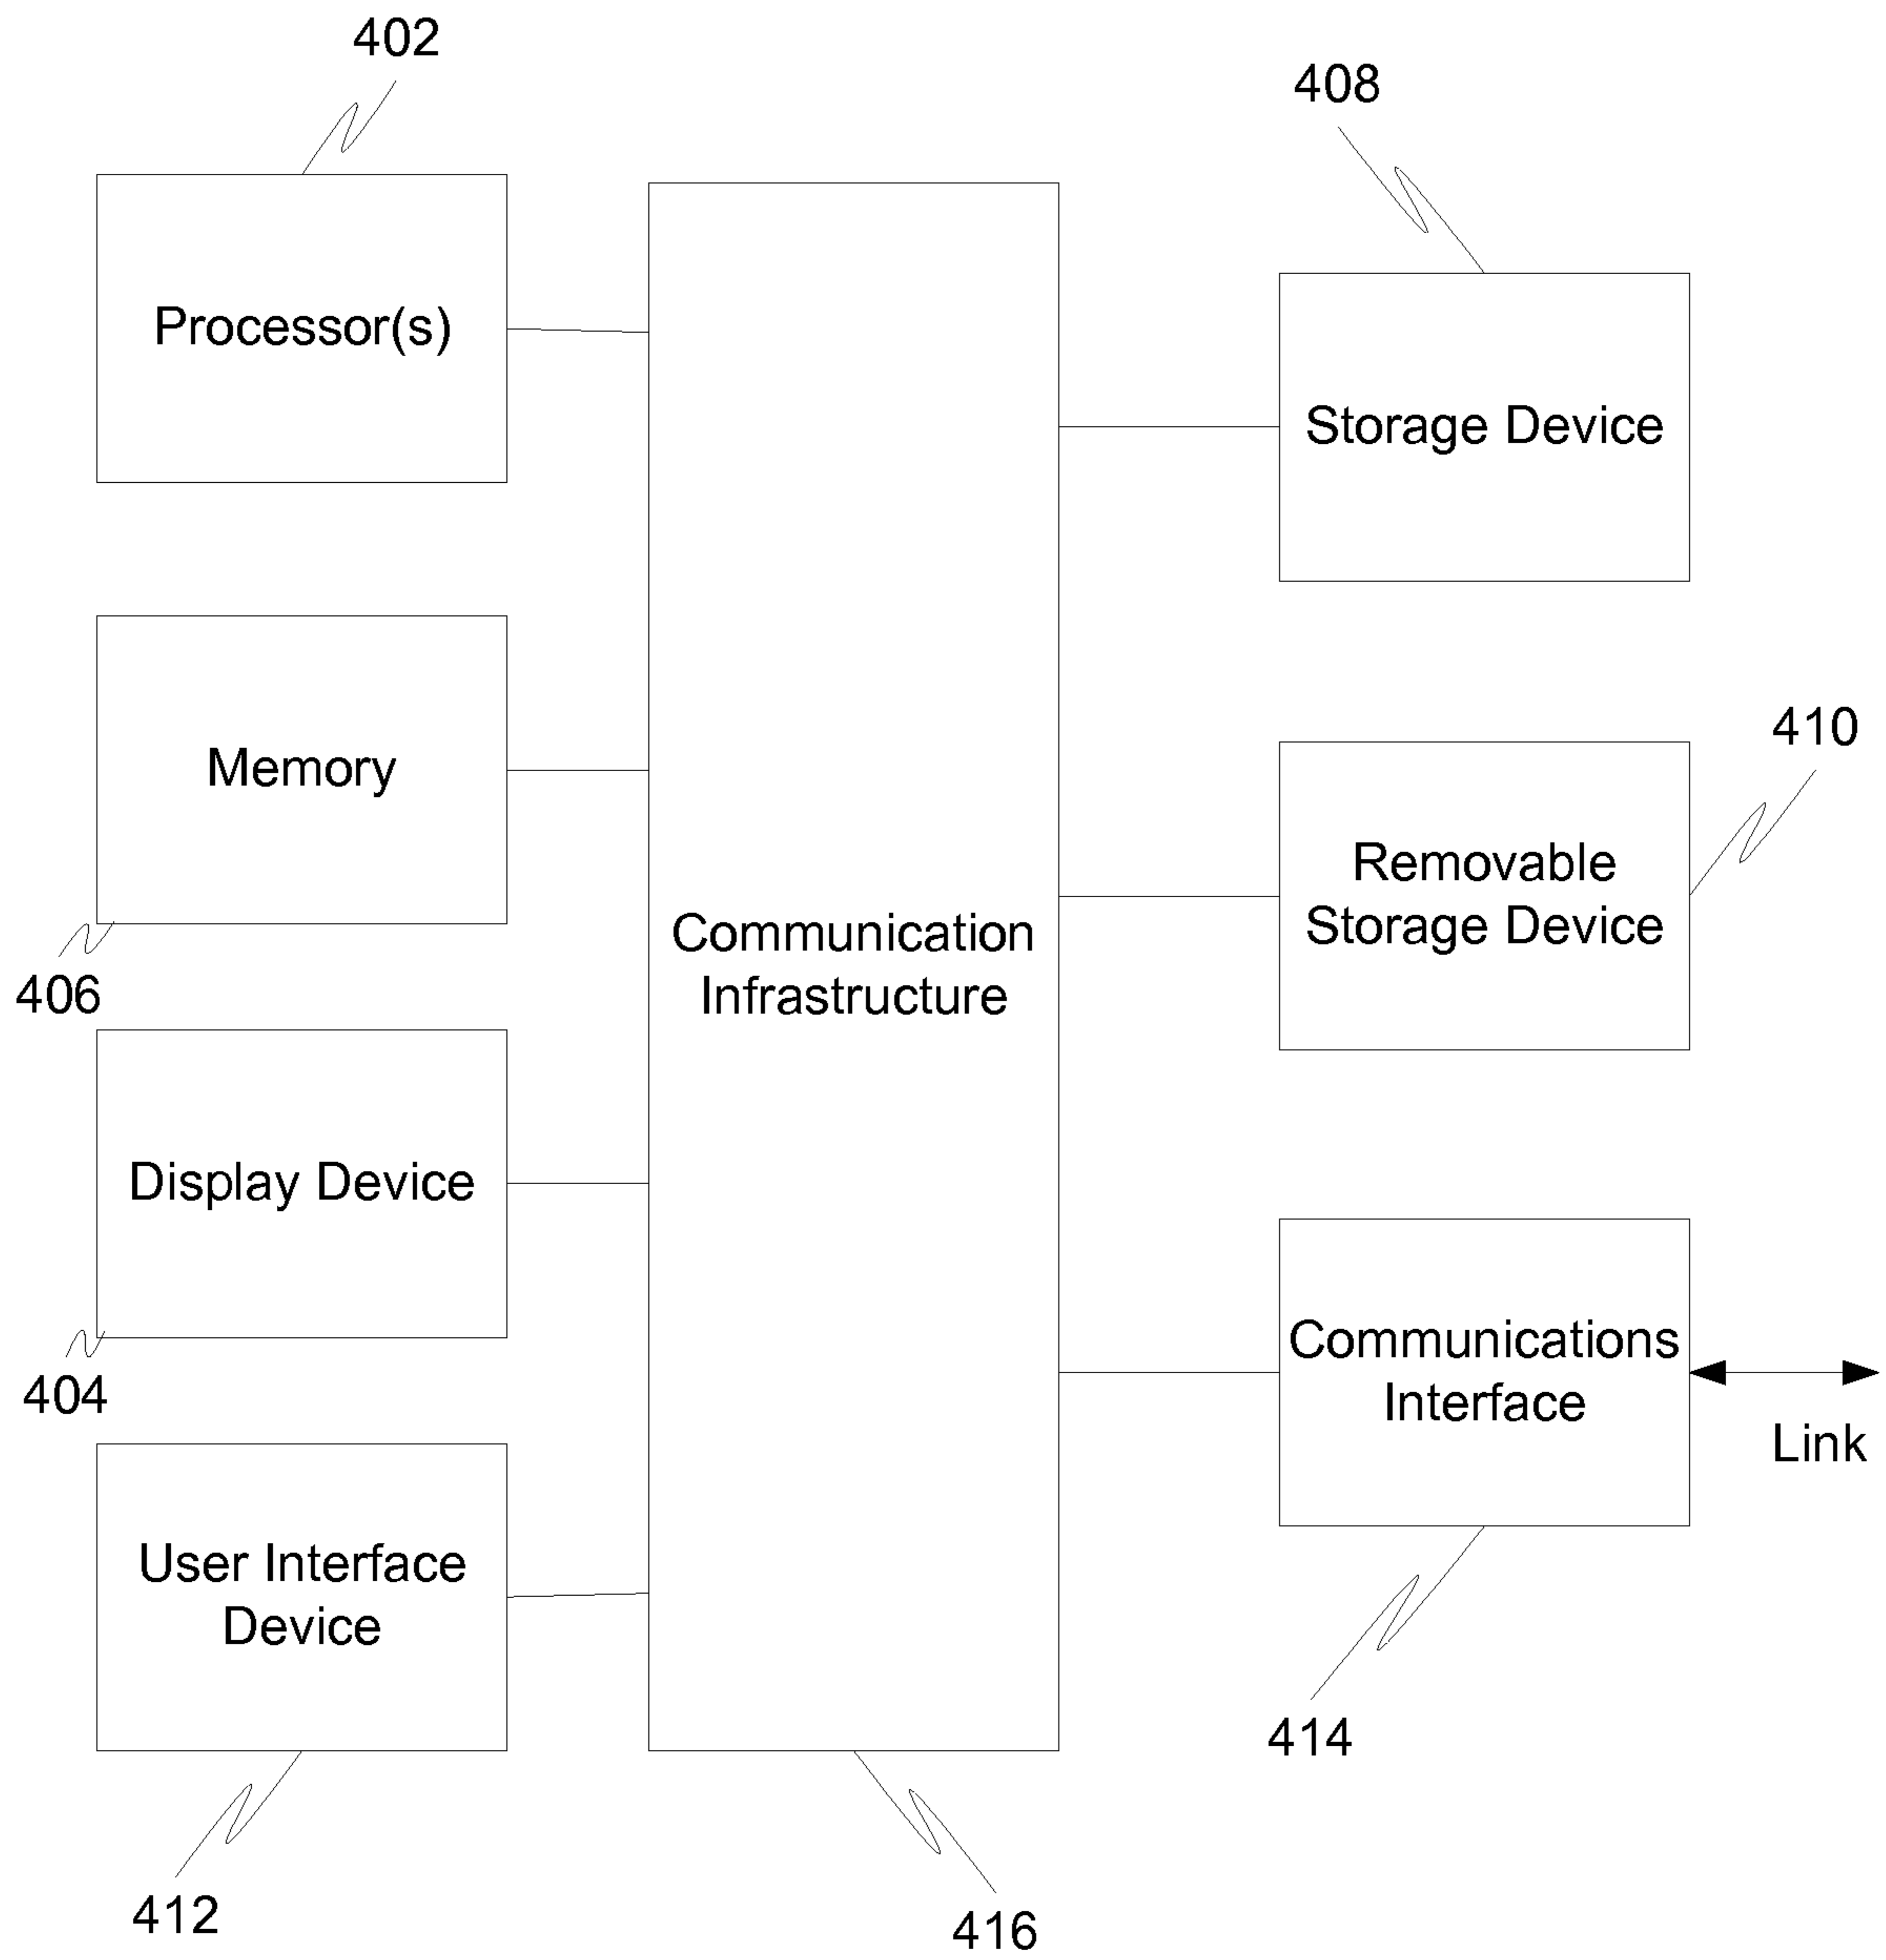 402
408
Processor(s)
Storage Device
410
Memory
Removable
Storage Device
Communication
Infrastructure
406
Display Device
Communications
Interface
404
Link
User Interface
Device
414
412
416